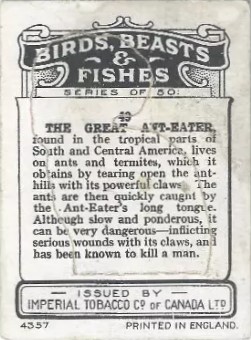 BIRDS, BEASTS
&
FISHES
SERIES OF 50.
49
THE GREAT ANT-EATER,
found in the tropical parts of
South and Central America, lives
on ants and termites, which it
obtains by tearing open the ant-
hills with its powerful claws. The
ants are then quickly caught by
the Ant-Eater's long tongue.
Although slow and ponderous, it
can be very dangerous—inflicting
serious wounds with its claws, and
has been known to kill a man.
ISSUED BY
IMPERIAL TOBACCO Co OF CANADA LTD
4357 PRINTED IN ENGLAND.